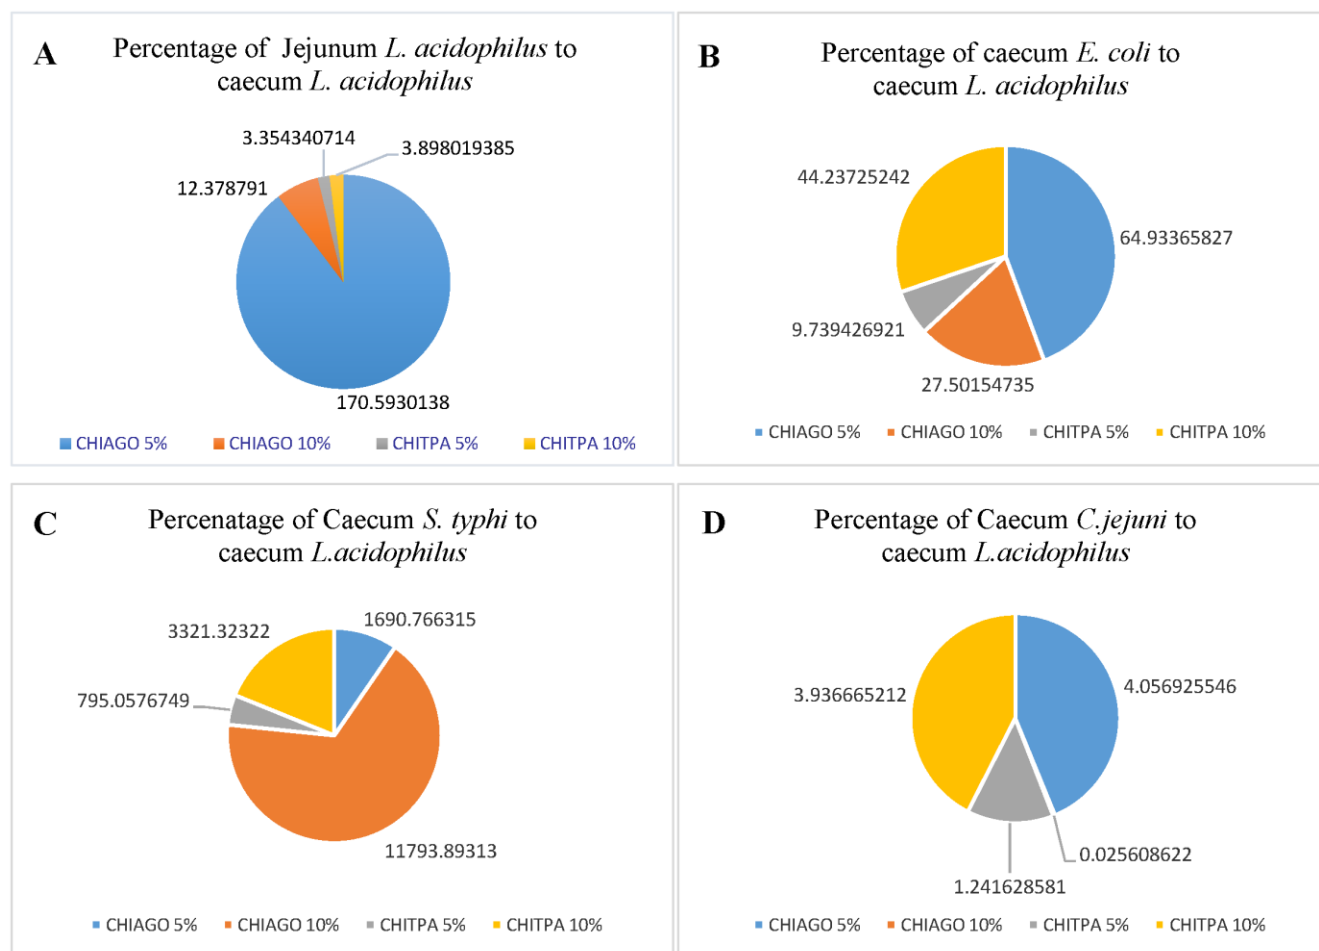 A
Percentage of Jejunum L. acidophilus to
caecum L. acidophilus
3.354340714
3.898019385
12.378791
170.5930138
CHIAGO 5% CHIAGO 10% CHITPA 5% CHITPA 10%
B
Percentage of caecum E. coli to
caecum L. acidophilus
44.23725242
64.93365827
9.739426921
27.50154735
CHIAGO 5% CHIAGO 10% CHITPA 5% CHITPA 10%
C
Percenatage of Caecum S. typhi to
caecum L.acidophilus
1690.766315
3321.32322
795.0576749
11793.89313
CHIAGO 5% CHIAGO 10% CHITPA 5% CHITPA 10%
D
Percentage of Caecum C.jejuni to
caecum L.acidophilus
3.936665212
4.056925546
0.025608622
1.241628581
CHIAGO 5% CHIAGO 10% CHITPA 5% CHITPA 10%